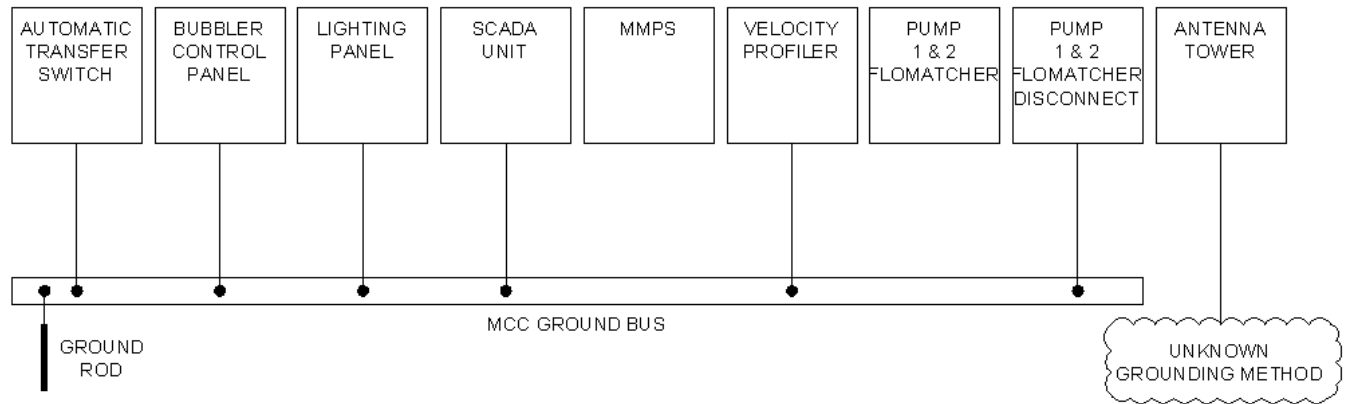 AUTOMATIC
TRANSFER
SWITCH
BUBBLER
CONTROL
PANEL
LIGHTING
PANEL
SCADA
UNIT
MMPS
VELOCITY
PROFILER
PUMP
1 & 2
FLOMATCHER
PUMP
1 & 2
FLOMATCHER
DISCONNECT
ANTENNA
TOWER
MCC GROUND BUS
GROUND
ROD
UNKNOWN
GROUNDING METHOD